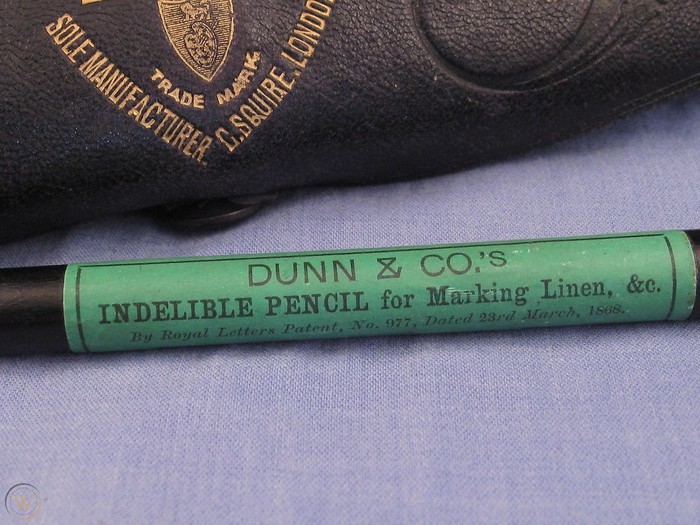 TRADE MARK.
SOLE MANUFACTURER. C. SQUIRE. LONDON
DUNN & CO.'S
INDELIBLE PENCIL for Marking Linen, &c.
By Royal Letters Patent, No. 977, Dated 23rd March, 1868.
W